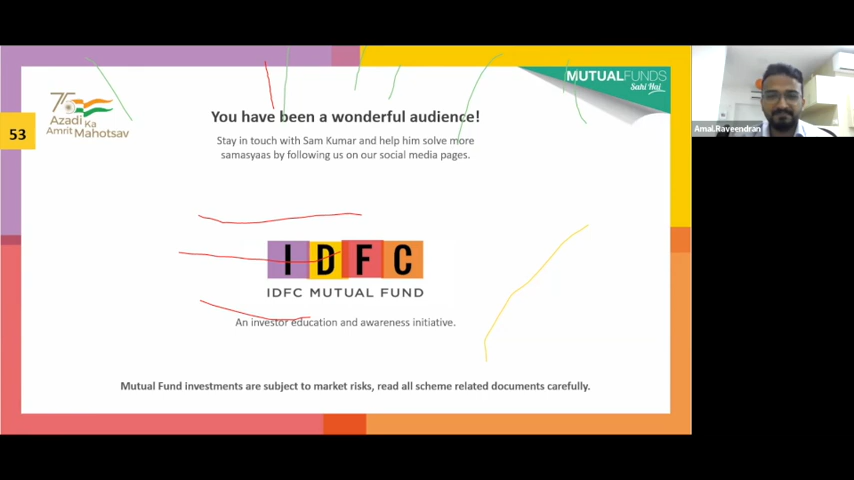 MUTUALFUNDS
Sahi Hai
75
Azadi
Ka
Amrit Mahotsav
53
You have been a wonderful audience!
Stay in touch with Sam Kumar and help him solve more
samasyaas by following us on our social media pages.
IDFC
IDFC MUTUAL FUND
An investor education and awareness initiative.
Mutual Fund investments are subject to market risks, read all scheme related documents carefully.
Amal.Raveendran